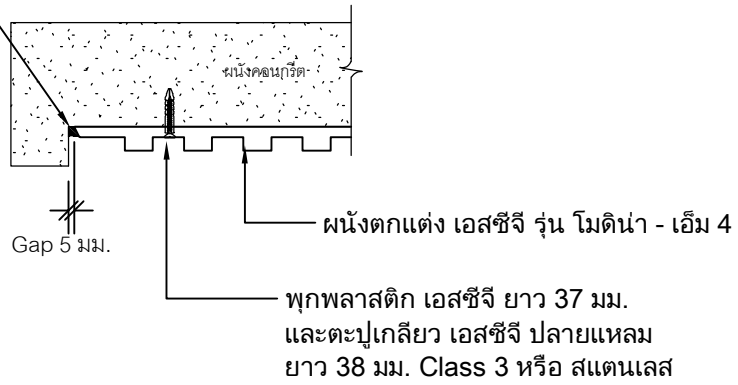 ผนังคอนกรีต
Gap 5 มม.
ผนังตกแต่ง เอสซีจี รุ่น โมดิน่า - เอ็ม 4
พุกพลาสติก เอสซีจี ยาว 37 มม.
และตะปูเกลียว เอสซีจี ปลายแหลม
ยาว 38 มม. Class 3 หรือ สแตนเลส